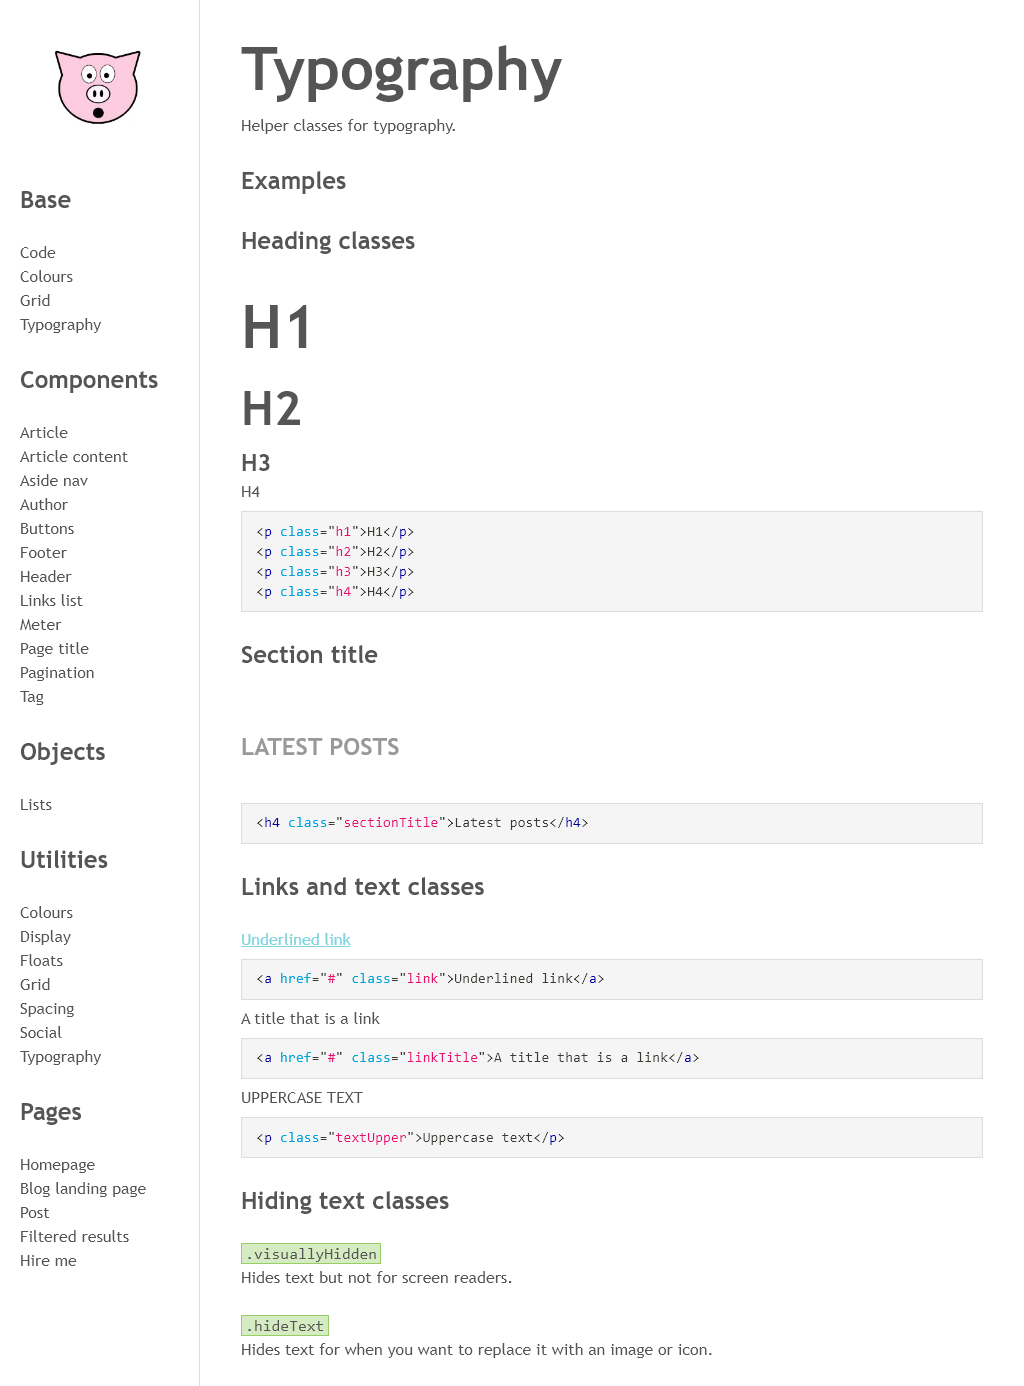 Base
Code
Colours
Grid
Typography
Components
Article
Article content
Aside nav
Author
Buttons
Footer
Header
Links list
Meter
Page title
Pagination
Tag
Objects
Lists
Utilities
Colours
Display
Floats
Grid
Spacing
Social
Typography
Pages
Homepage
Blog landing page
Post
Filtered results
Hire me
Typography
Helper classes for typography.
Examples
Heading classes
H1
H2
H3
H4
<p class="h1">H1</p>
<p class="h2">H2</p>
<p class="h3">H3</p>
<p class="h4">H4</p>
Section title
LATEST POSTS
<h4 class="sectionTitle">Latest posts</h4>
Links and text classes
Underlined link
<a href="#" class="link">Underlined link</a>
A title that is a link
<a href="#" class="linkTitle">A title that is a link</a>
UPPERCASE TEXT
<p class="textUpper">Uppercase text</p>
Hiding text classes
.visuallyHidden
Hides text but not for screen readers.
.hideText
Hides text for when you want to replace it with an image or icon.